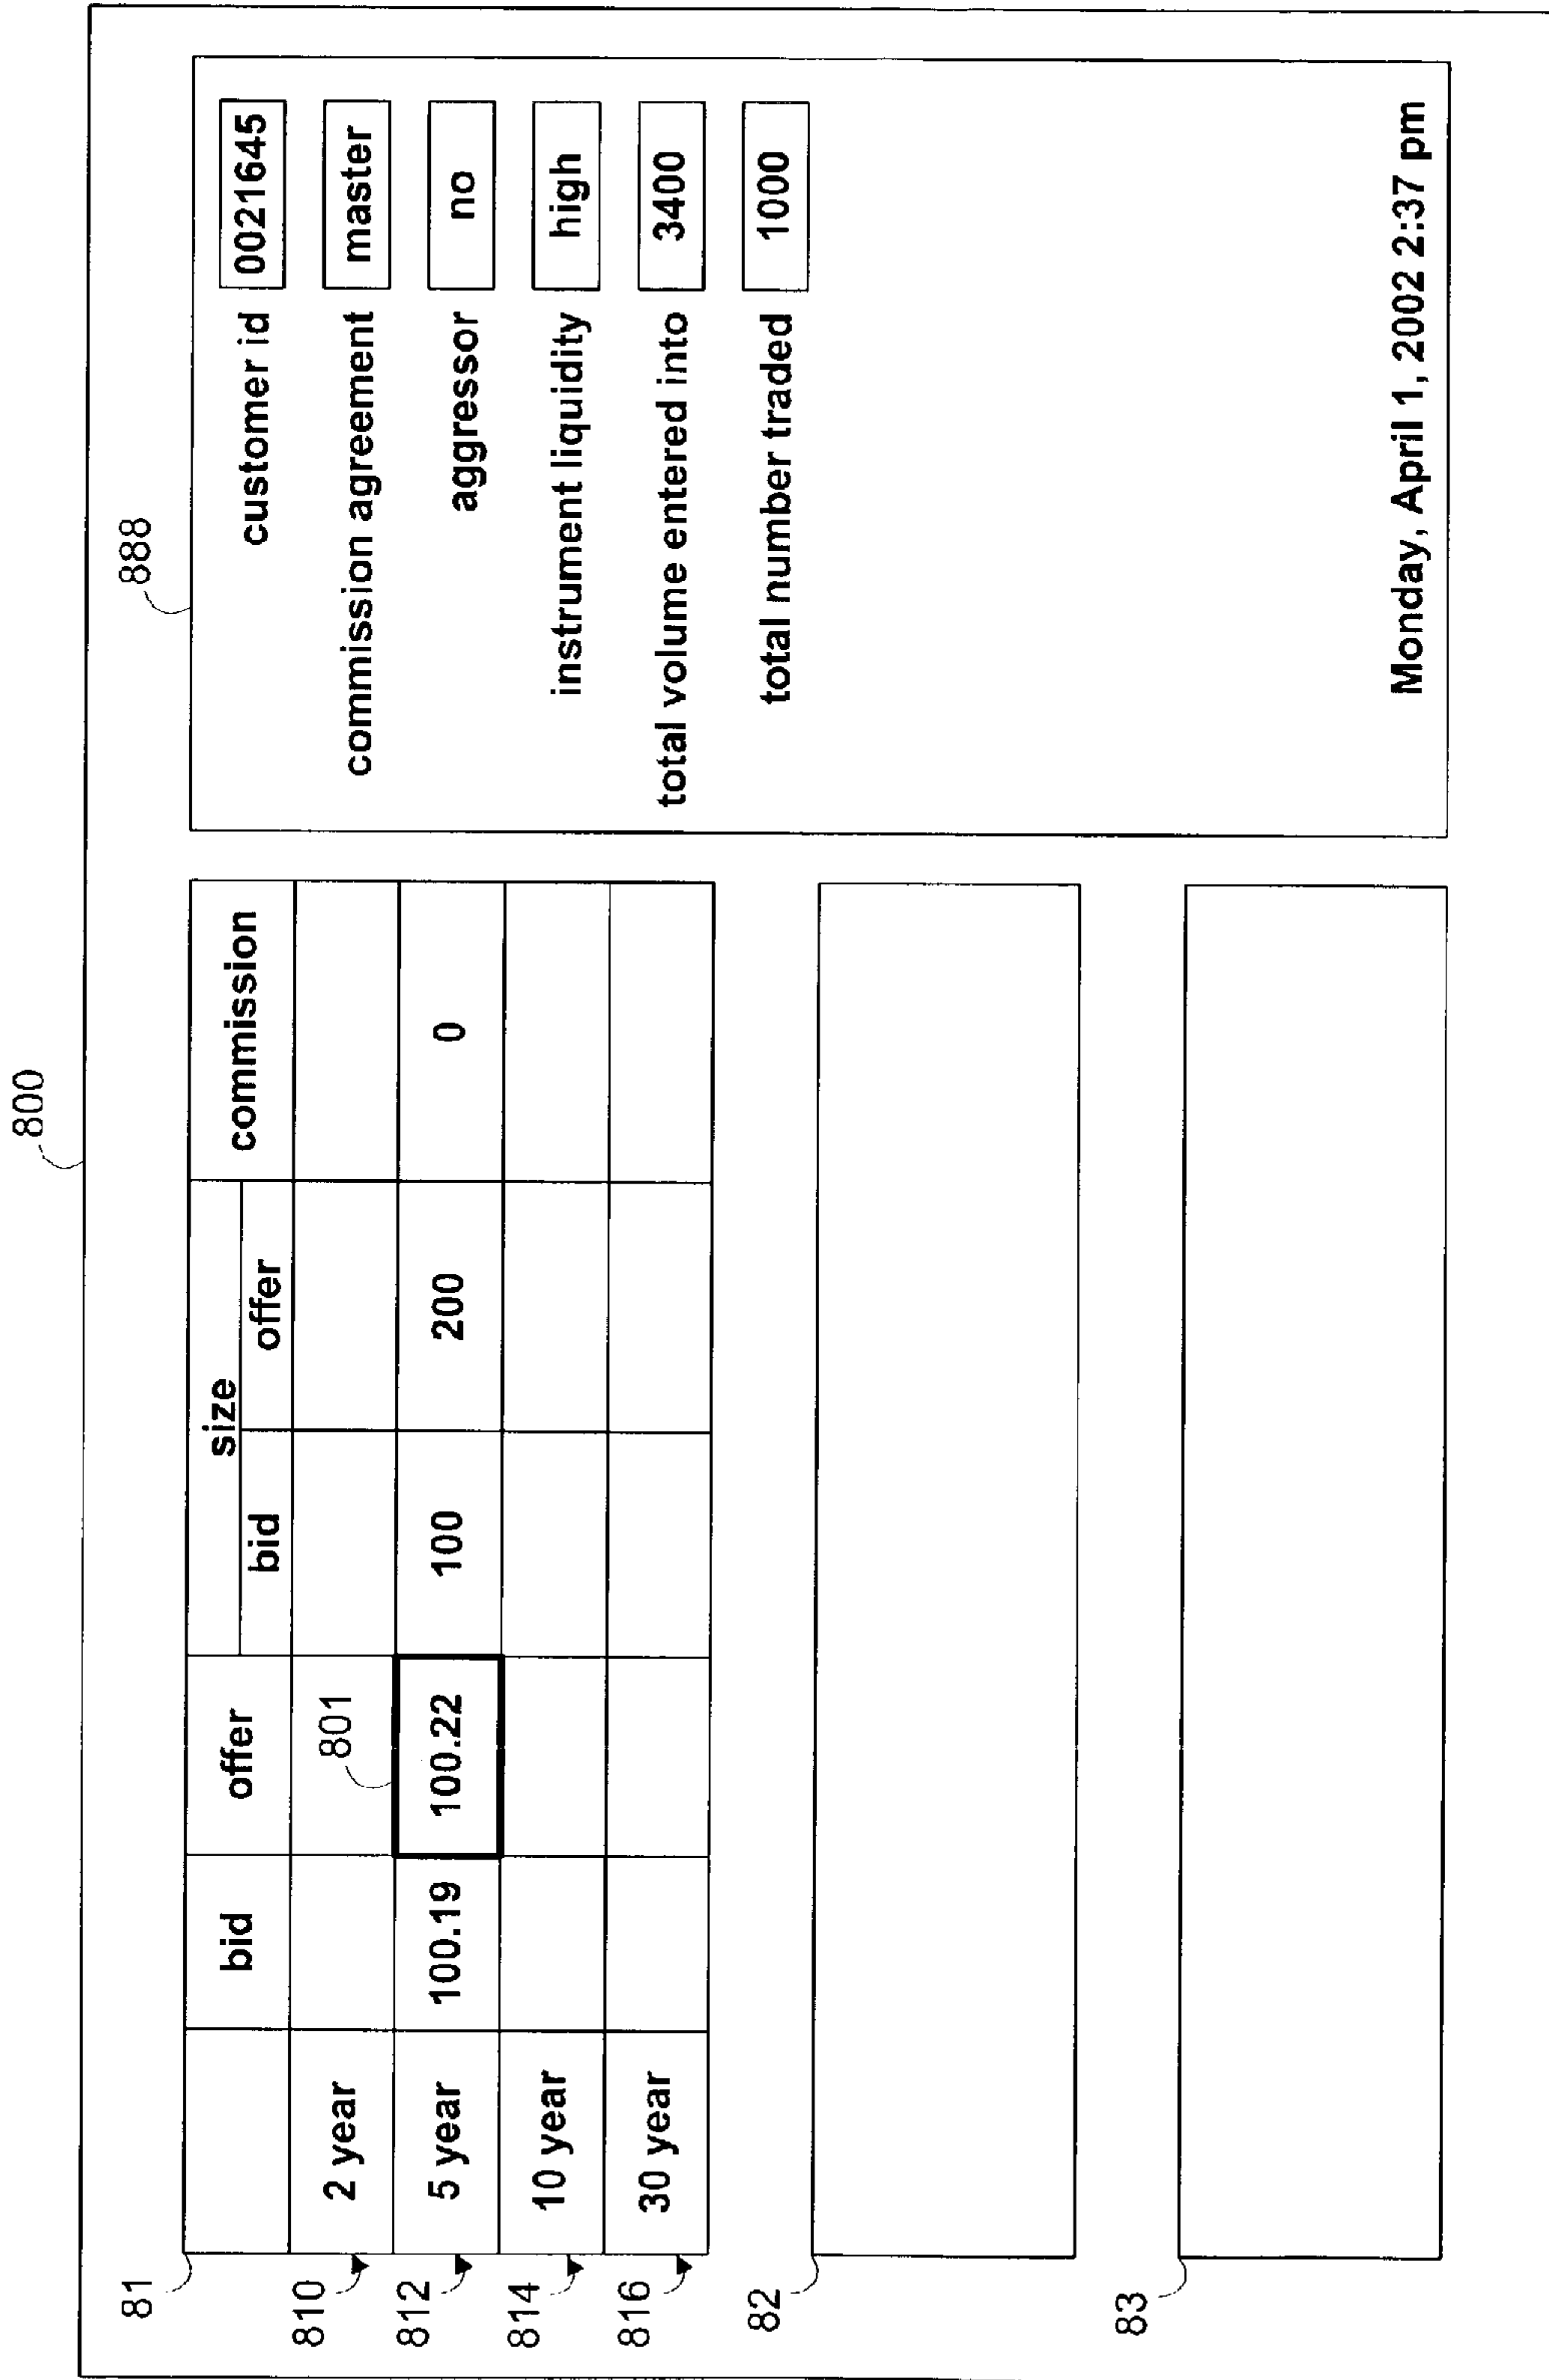 800
888
81
bid offer size commission
bid offer
810 2 year
801
812 5 year 100.19 100.22 100 200 0
814 10 year
816 30 year
82
83
customer id 0021645
commission agreement master
aggressor no
instrument liquidity high
total volume entered into 3400
total number traded 1000
Monday, April 1, 2002 2:37 pm